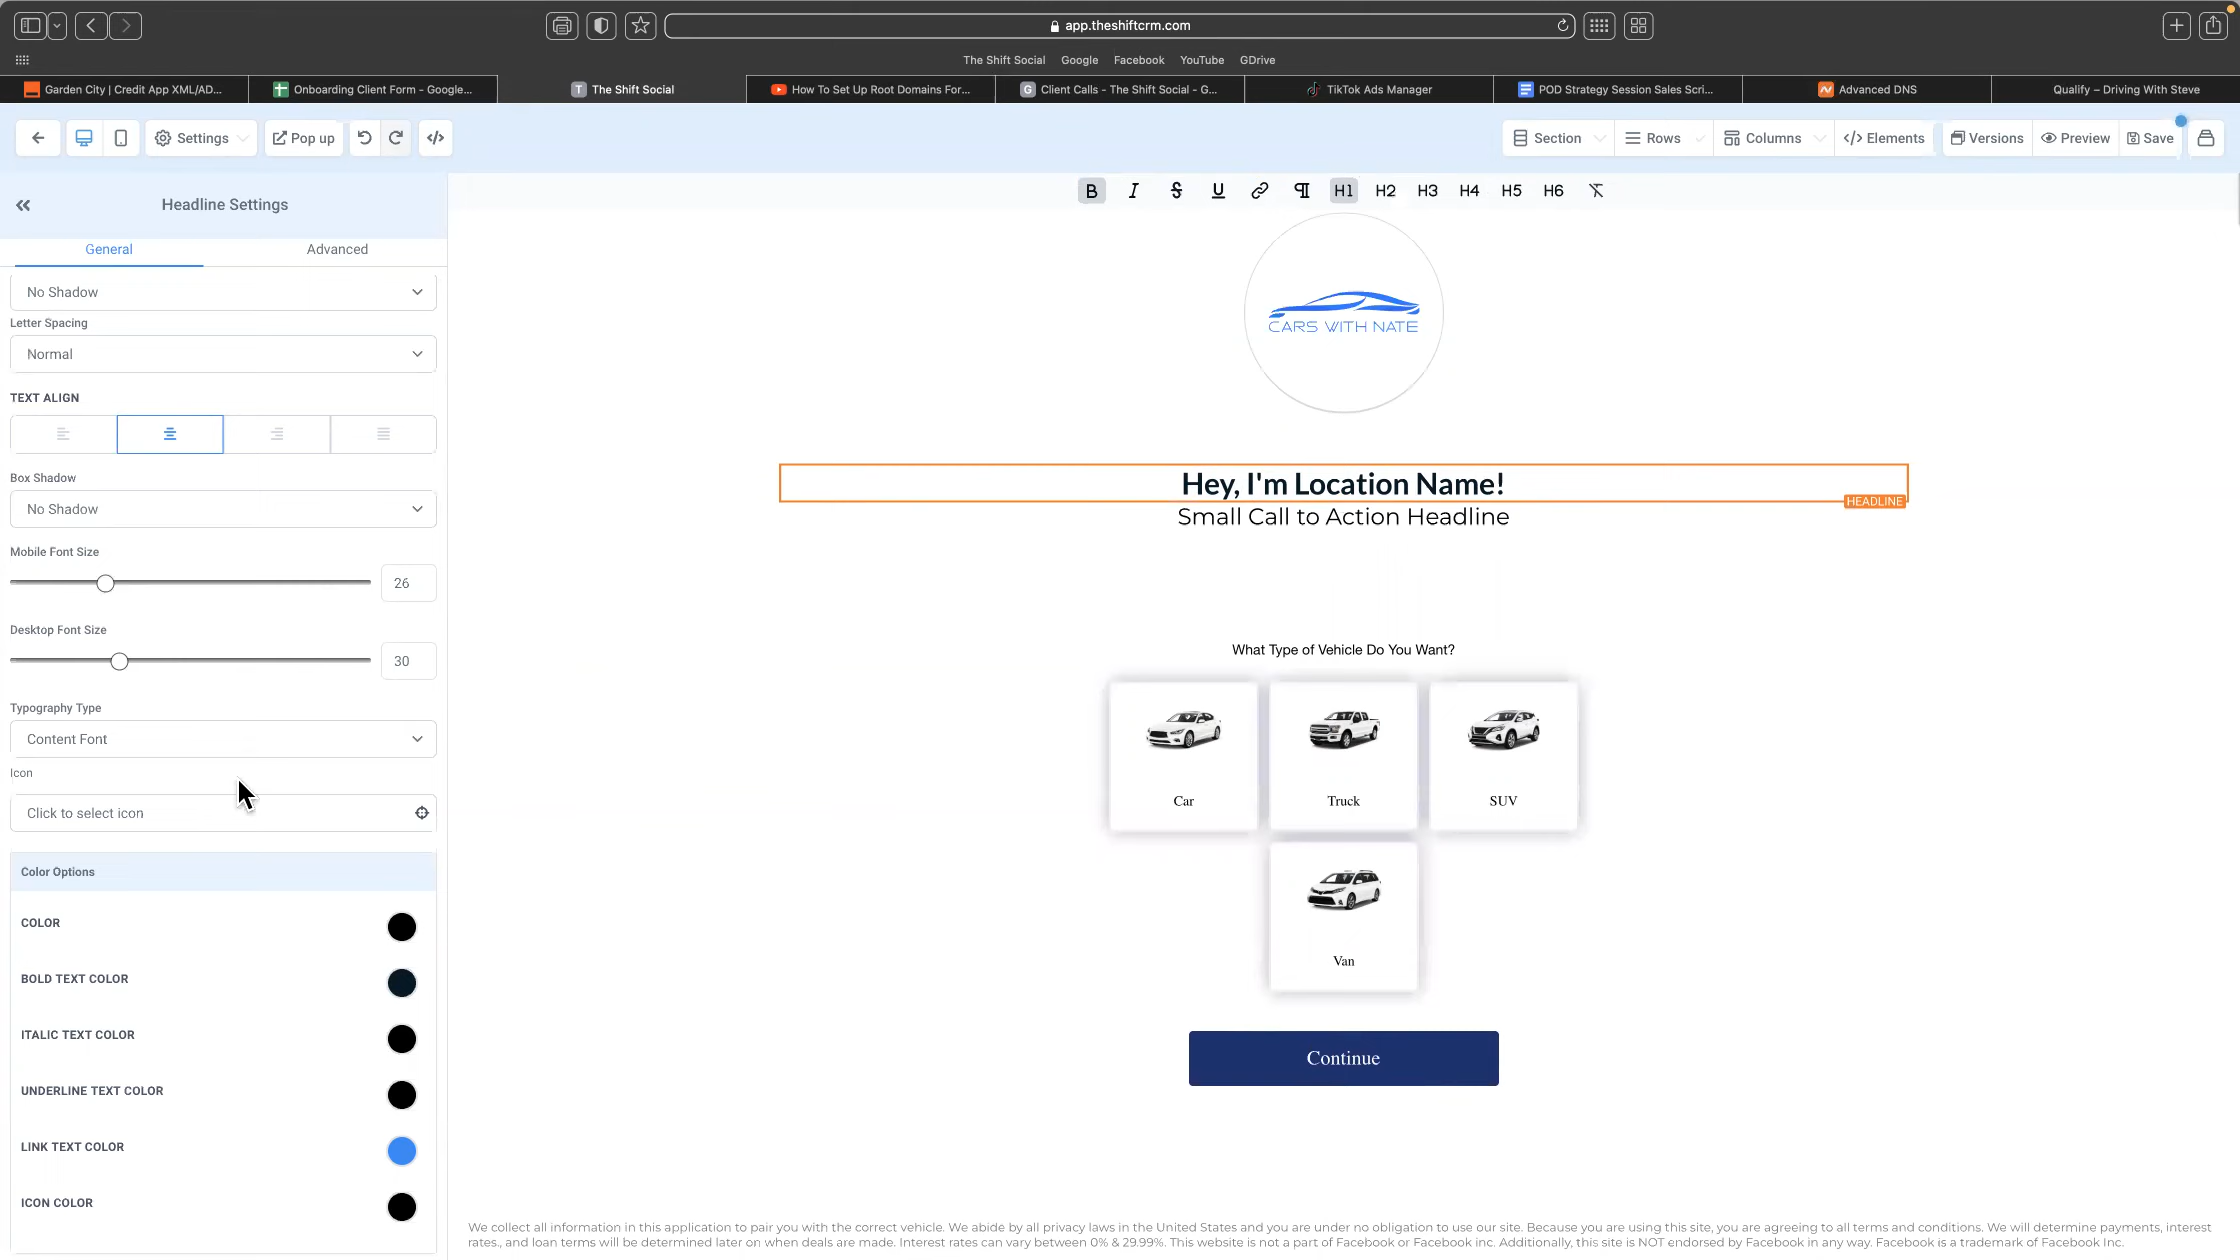 app.theshiftcrm.com
The Shift Social Google Facebook YouTube GDrive
Garden City | Credit App XML/AD...
Onboarding Client Form - Google...
T The Shift Social
How To Set Up Root Domains For...
G Client Calls - The Shift Social - G...
TikTok Ads Manager
POD Strategy Session Sales Scri...
Advanced DNS
Qualify – Driving With Steve
Settings
Pop up
Section
Rows
Columns
</> Elements
Versions
Preview
Save
Headline Settings
General
Advanced
No Shadow
Letter Spacing
Normal
TEXT ALIGN
Box Shadow
No Shadow
Mobile Font Size
26
Desktop Font Size
30
Typography Type
Content Font
Icon
Click to select icon
Color Options
COLOR
BOLD TEXT COLOR
ITALIC TEXT COLOR
UNDERLINE TEXT COLOR
LINK TEXT COLOR
ICON COLOR
B I S U H1 H2 H3 H4 H5 H6
CARS WITH NATE
Hey, I'm Location Name!
HEADLINE
Small Call to Action Headline
What Type of Vehicle Do You Want?
Car
Truck
SUV
Van
Continue
We collect all information in this application to pair you with the correct vehicle. We abide by all privacy laws in the United States and you are under no obligation to use our site. Because you are using this site, you are agreeing to all terms and conditions. We will determine payments, interest
rates., and loan terms will be determined later on when deals are made. Interest rates can vary between 0% & 29.99%. This website is not a part of Facebook or Facebook inc. Additionally, this site is NOT endorsed by Facebook in any way. Facebook is a trademark of Facebook Inc.